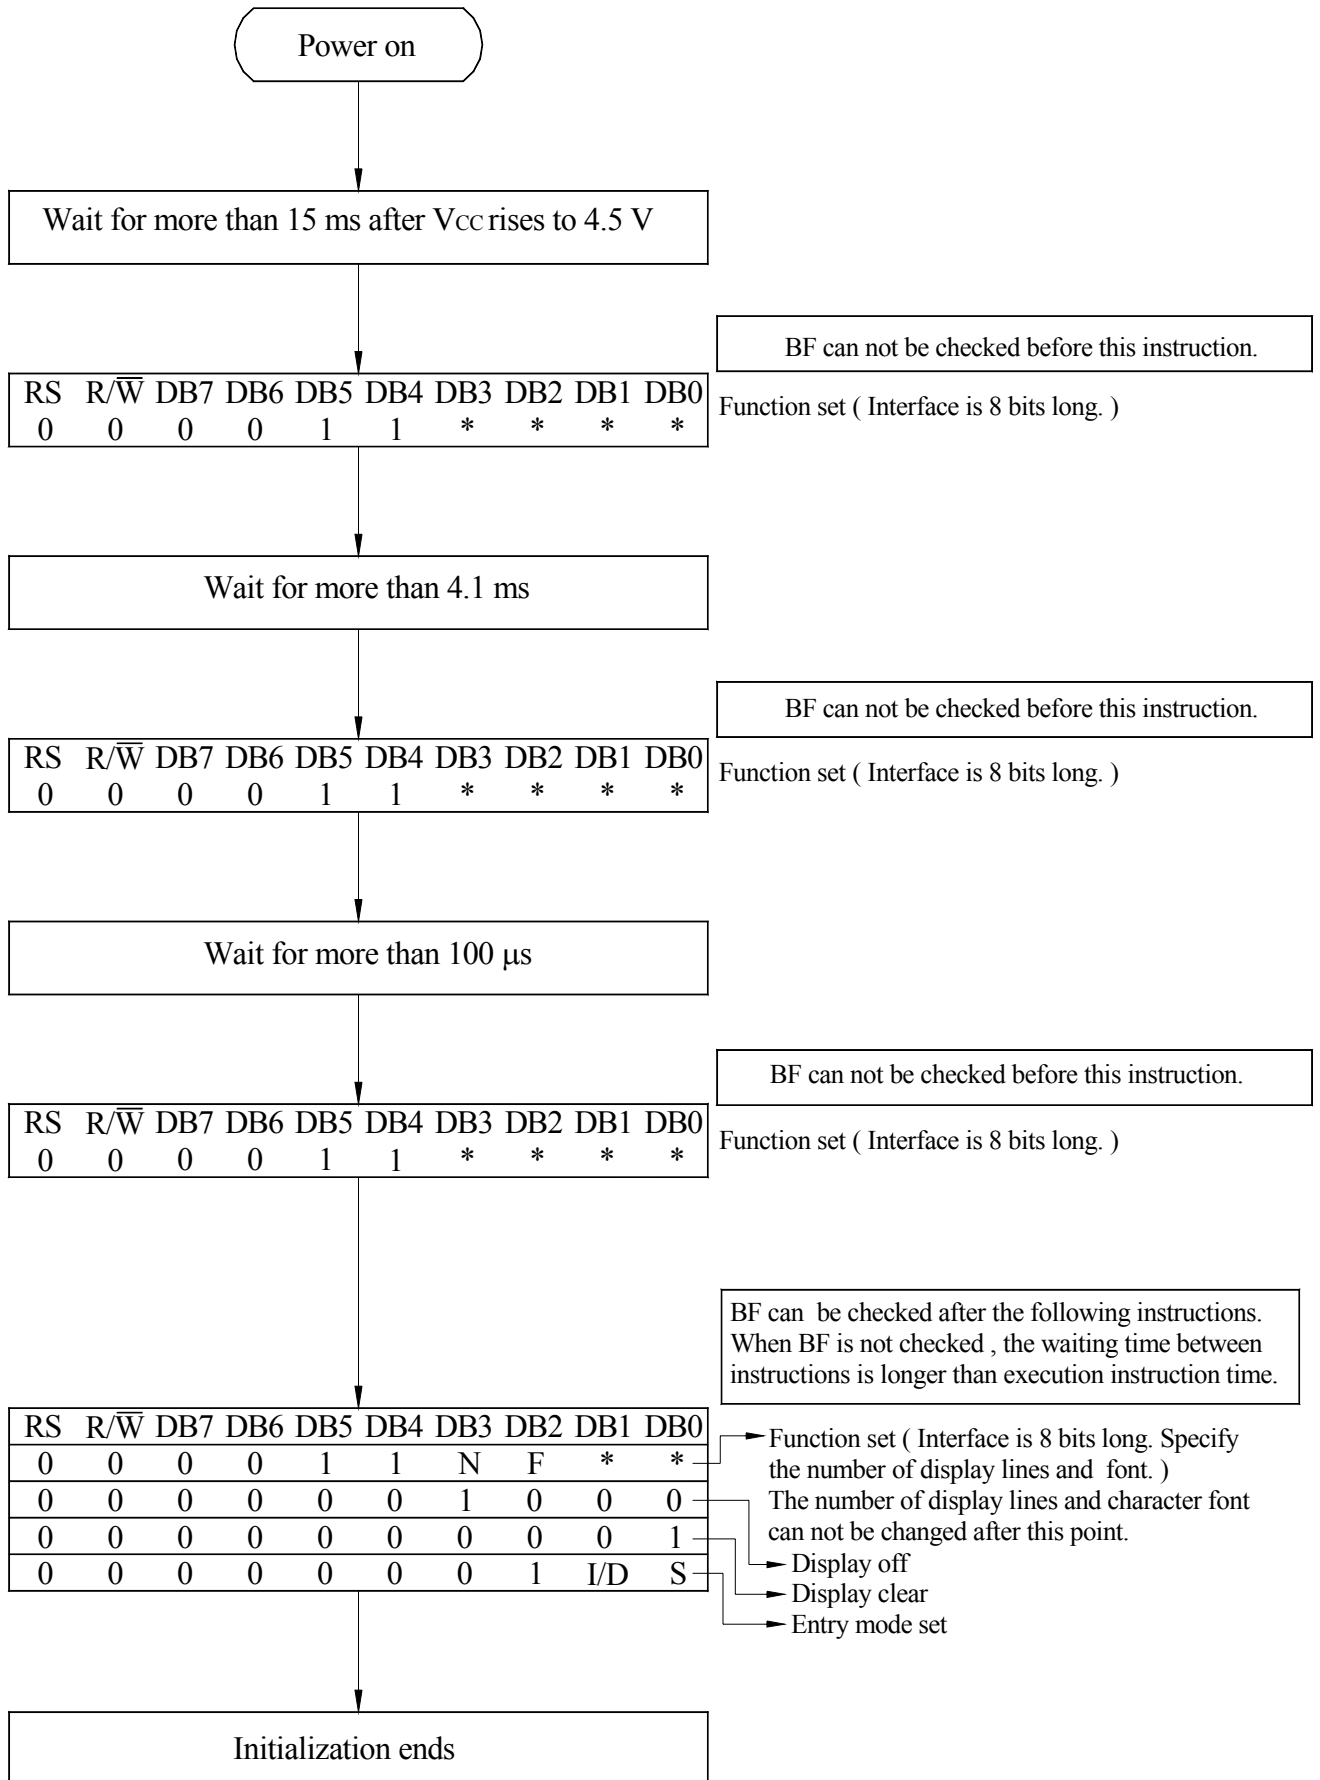 Power on
Wait for more than 15 ms after VCC rises to 4.5 V
BF can not be checked before this instruction.
RS R/W̅ DB7 DB6 DB5 DB4 DB3 DB2 DB1 DB0
0 0 0 0 1 1 * * * *
Function set ( Interface is 8 bits long. )
Wait for more than 4.1 ms
BF can not be checked before this instruction.
RS R/W̅ DB7 DB6 DB5 DB4 DB3 DB2 DB1 DB0
0 0 0 0 1 1 * * * *
Function set ( Interface is 8 bits long. )
Wait for more than 100 μs
BF can not be checked before this instruction.
RS R/W̅ DB7 DB6 DB5 DB4 DB3 DB2 DB1 DB0
0 0 0 0 1 1 * * * *
Function set ( Interface is 8 bits long. )
BF can be checked after the following instructions.
When BF is not checked , the waiting time between
instructions is longer than execution instruction time.
RS R/W̅ DB7 DB6 DB5 DB4 DB3 DB2 DB1 DB0
0 0 0 0 1 1 N F * *
0 0 0 0 0 0 1 0 0 0
0 0 0 0 0 0 0 0 0 1
0 0 0 0 0 0 0 1 I/D S
Function set ( Interface is 8 bits long. Specify
the number of display lines and font. )
The number of display lines and character font
can not be changed after this point.
Display off
Display clear
Entry mode set
Initialization ends